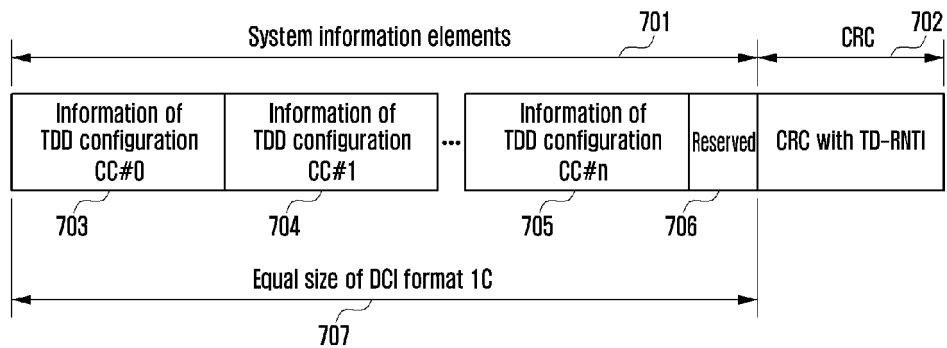 System information elements 701 CRC 702
Information of TDD configuration CC#0
Information of TDD configuration CC#1
...
Information of TDD configuration CC#n
Reserved
CRC with TD-RNTI
703 704 705 706
Equal size of DCI format 1C
707